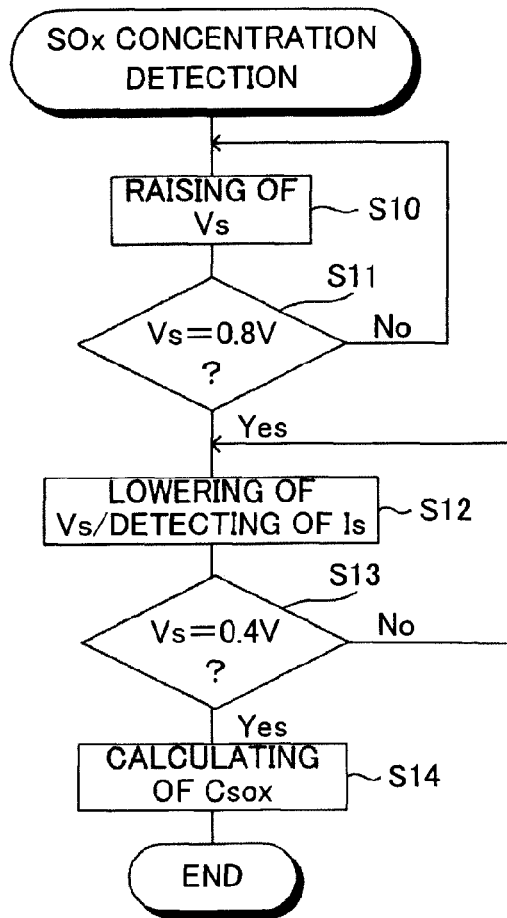 SOx CONCENTRATION
DETECTION
RAISING OF
Vs
S10
S11
Vs=0.8V
?
No
Yes
LOWERING OF
Vs/DETECTING OF Is
S12
S13
Vs=0.4V
?
No
Yes
CALCULATING
OF Csox
S14
END